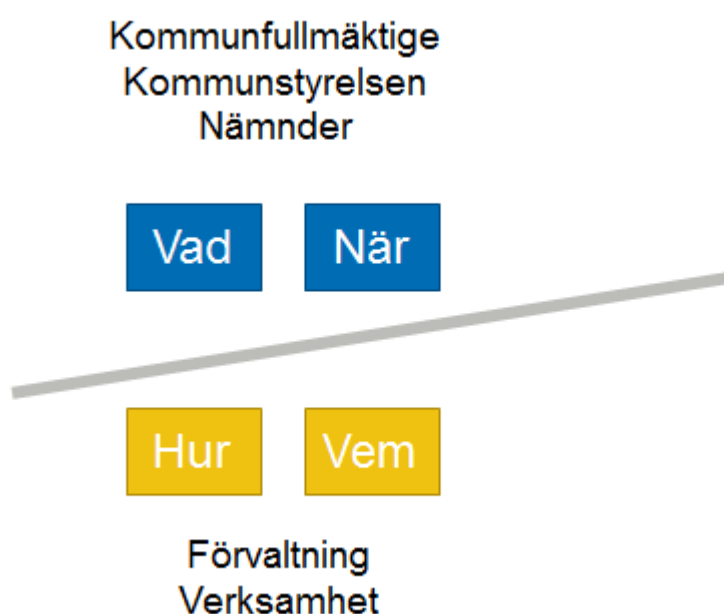 Kommunfullmäktige
Kommunstyrelsen
Nämnder
Vad När
Hur Vem
Förvaltning
Verksamhet